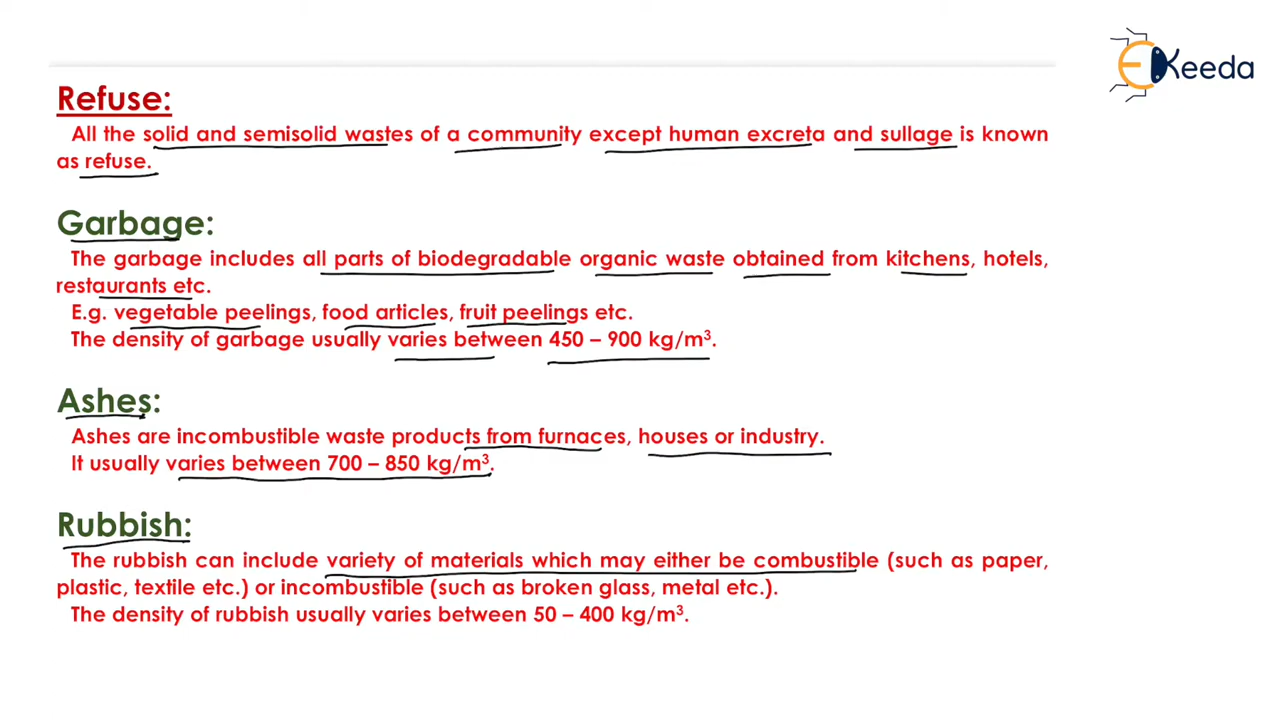 Keeda
Refuse:
All the solid and semisolid wastes of a community except human excreta and sullage is known
as refuse.
Garbage:
The garbage includes all parts of biodegradable organic waste obtained from kitchens, hotels,
restaurants etc.
E.g. vegetable peelings, food articles, fruit peelings etc.
The density of garbage usually varies between 450 – 900 kg/m³.
Ashes:
Ashes are incombustible waste products from furnaces, houses or industry.
It usually varies between 700 – 850 kg/m³.
Rubbish:
The rubbish can include variety of materials which may either be combustible (such as paper,
plastic, textile etc.) or incombustible (such as broken glass, metal etc.).
The density of rubbish usually varies between 50 – 400 kg/m³.